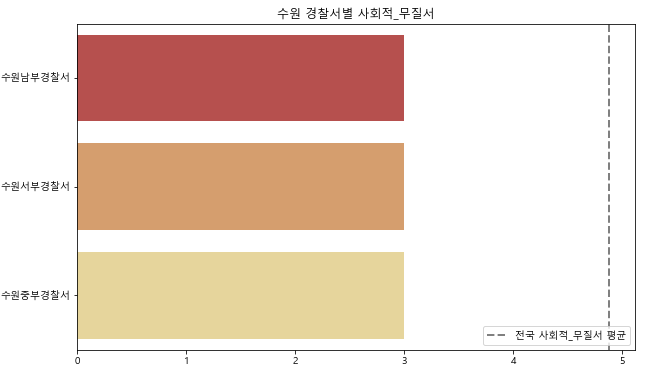 수원 경찰서별 사회적_무질서
수원남부경찰서
수원서부경찰서
수원중부경찰서
전국 사회적_무질서 평균
0 1 2 3 4 5